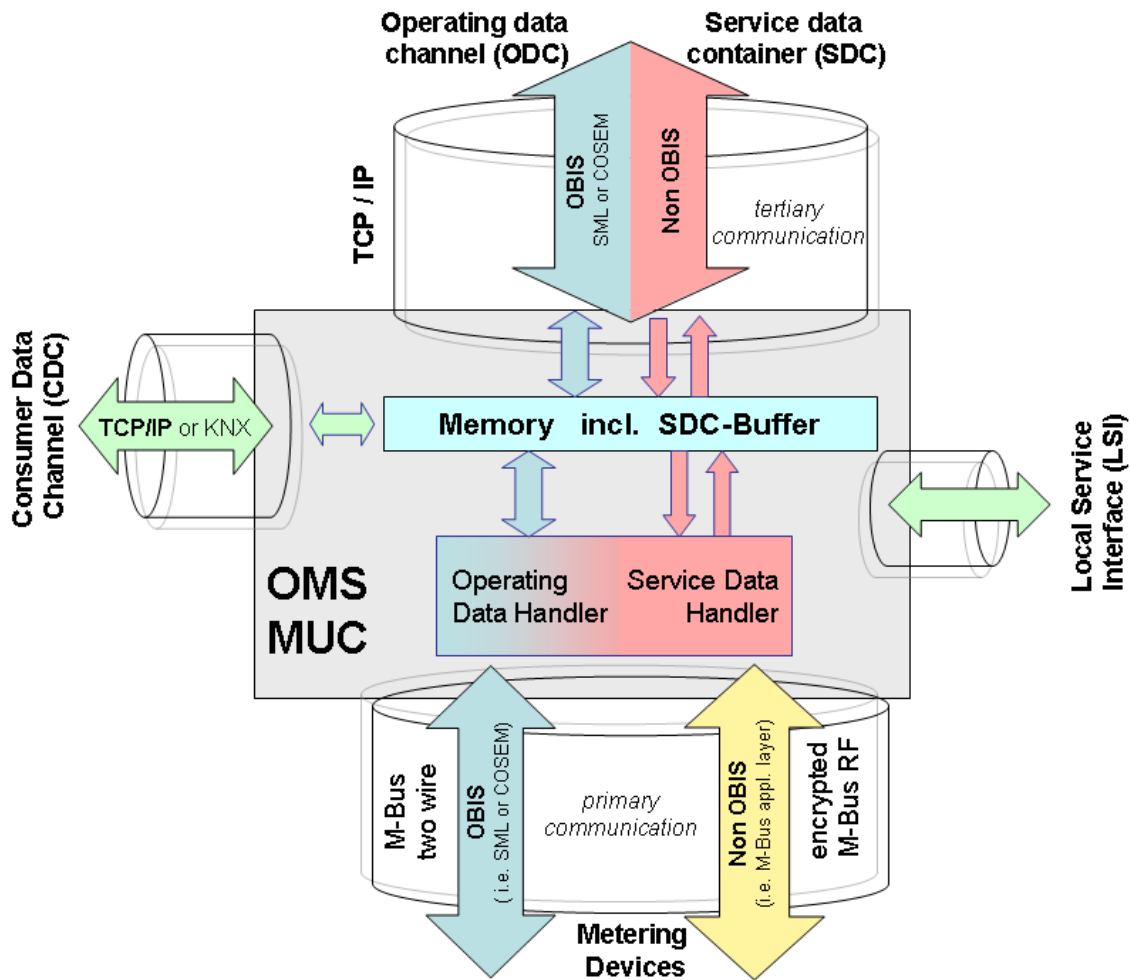 Operating data
channel (ODC)
Service data
container (SDC)
TCP / IP
OBIS
SML or COSEM
Non OBIS
tertiary
communication
Consumer Data
Channel (CDC)
TCP/IP or KNX
Memory incl. SDC-Buffer
Local Service
Interface (LSI)
OMS
MUC
Operating
Data Handler
Service Data
Handler
M-Bus
two wire
OBIS
( i.e. SML or COSEM)
primary
communication
Non OBIS
(i.e. M-Bus appl. layer)
encrypted
M-Bus RF
Metering
Devices